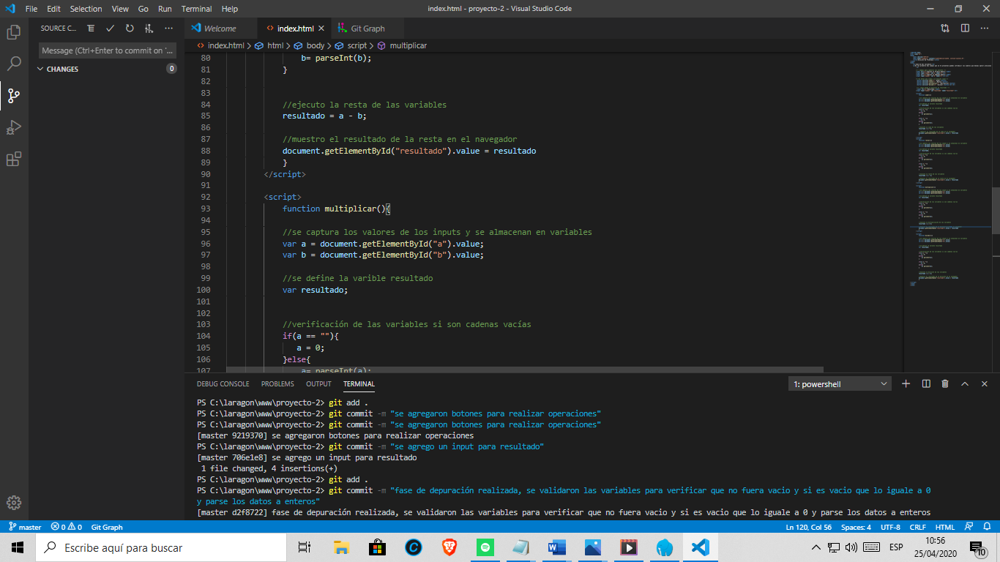 File Edit Selection View Go Run Terminal Help
index.html - proyecto-2 - Visual Studio Code
SOURCE C...
Welcome
index.html
Git Graph
Message (Ctrl+Enter to commit on '...
CHANGES
0
index.html > html > body > script > multiplicar
80 b= parseInt(b);
81 }
82
83
84 //ejecuto la resta de las variables
85 resultado = a - b;
86
87 //muestro el resultado de la resta en el navegador
88 document.getElementById("resultado").value = resultado
89 }
90 </script>
91
92 <script>
93 function multiplicar(){
94
95 //se captura los valores de los inputs y se almacenan en variables
96 var a = document.getElementById("a").value;
97 var b = document.getElementById("b").value;
98
99 //se define la varible resultado
100 var resultado;
101
102
103 //verificación de las variables si son cadenas vacías
104 if(a == ""){
105 a = 0;
106 }else{
107 a= parseInt(a);
DEBUG CONSOLE PROBLEMS OUTPUT TERMINAL
1: powershell
PS C:\laragon\www\proyecto-2> git add .
PS C:\laragon\www\proyecto-2> git commit -m "se agregaron botones para realizar operaciones"
PS C:\laragon\www\proyecto-2> git commit -m "se agregaron botones para realizar operaciones"
[master 9219370] se agregaron botones para realizar operaciones
PS C:\laragon\www\proyecto-2> git commit -m "se agrego un input para resultado"
[master 706e1e8] se agrego un input para resultado
1 file changed, 4 insertions(+)
PS C:\laragon\www\proyecto-2> git add .
PS C:\laragon\www\proyecto-2> git commit -m "fase de depuración realizada, se validaron las variables para verificar que no fuera vacio y si es vacio que lo iguale a 0
y parse los datos a enteros"
[master d2f8722] fase de depuración realizada, se validaron las variables para verificar que no fuera vacio y si es vacio que lo iguale a 0 y parse los datos a enteros
master
0 0
Git Graph
Ln 120, Col 56
Spaces: 4
UTF-8
CRLF
HTML
Escribe aquí para buscar
ESP
10:56
25/04/2020
10